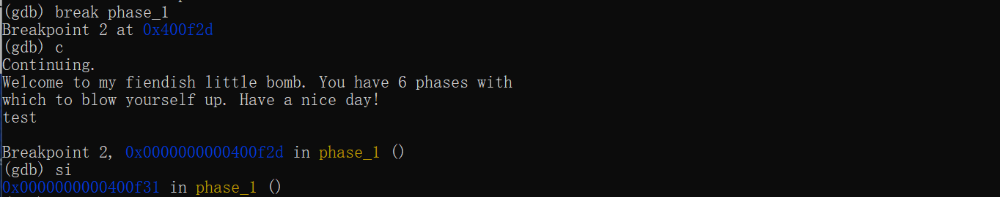 (gdb) break phase_1
Breakpoint 2 at 0x400f2d
(gdb) c
Continuing.
Welcome to my fiendish little bomb. You have 6 phases with
which to blow yourself up. Have a nice day!
test
Breakpoint 2, 0x0000000000400f2d in phase_1 ()
(gdb) si
0x0000000000400f31 in phase_1 ()